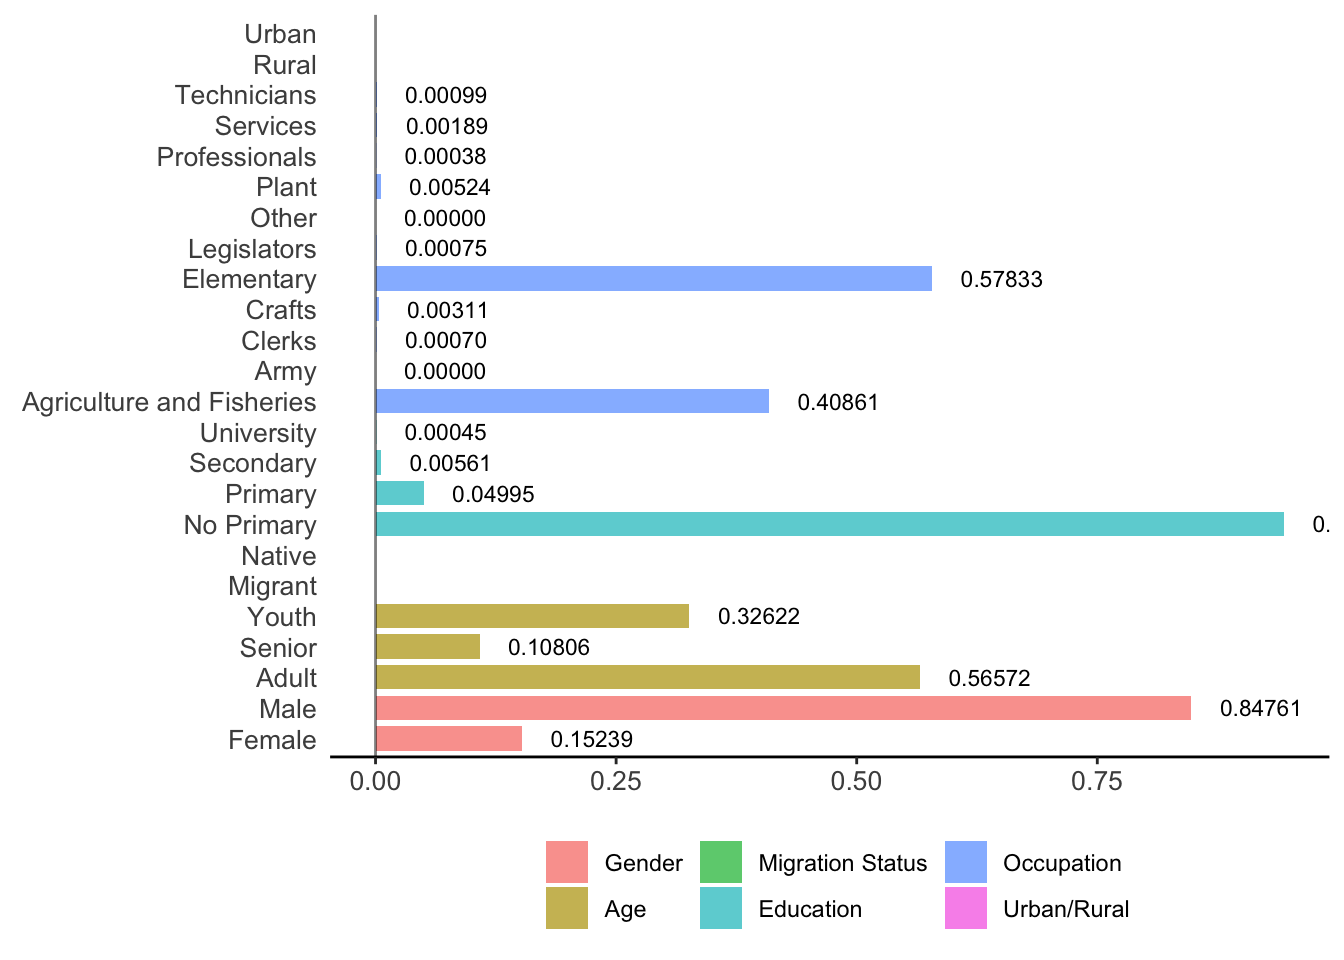 Urban
Rural
Technicians 0.00099
Services 0.00189
Professionals 0.00038
Plant 0.00524
Other 0.00000
Legislators 0.00075
Elementary 0.57833
Crafts 0.00311
Clerks 0.00070
Army 0.00000
Agriculture and Fisheries 0.40861
University 0.00045
Secondary 0.00561
Primary 0.04995
No Primary 0.
Native
Migrant
Youth 0.32622
Senior 0.10806
Adult 0.56572
Male 0.84761
Female 0.15239
0.00 0.25 0.50 0.75
Gender Migration Status Occupation
Age Education Urban/Rural